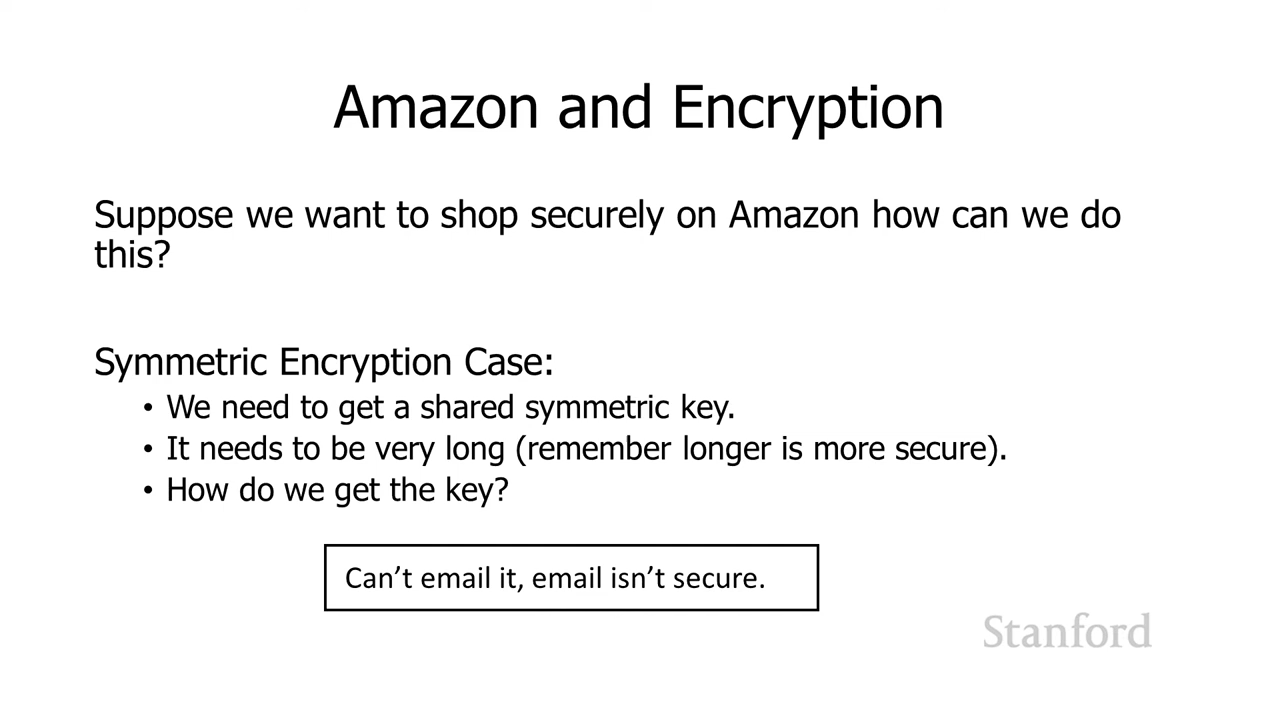 Amazon and Encryption
Suppose we want to shop securely on Amazon how can we do
this?
Symmetric Encryption Case:
• We need to get a shared symmetric key.
• It needs to be very long (remember longer is more secure).
• How do we get the key?
Can’t email it, email isn’t secure.
Stanford